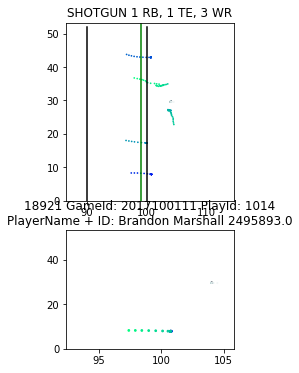 SHOTGUN 1 RB, 1 TE, 3 WR
50
40
30
20
10
0
90 100 110
18921 GameId: 2017100111 PlayId: 1014
PlayerName + ID: Brandon Marshall 2495893.0
40
20
0
95 100 105